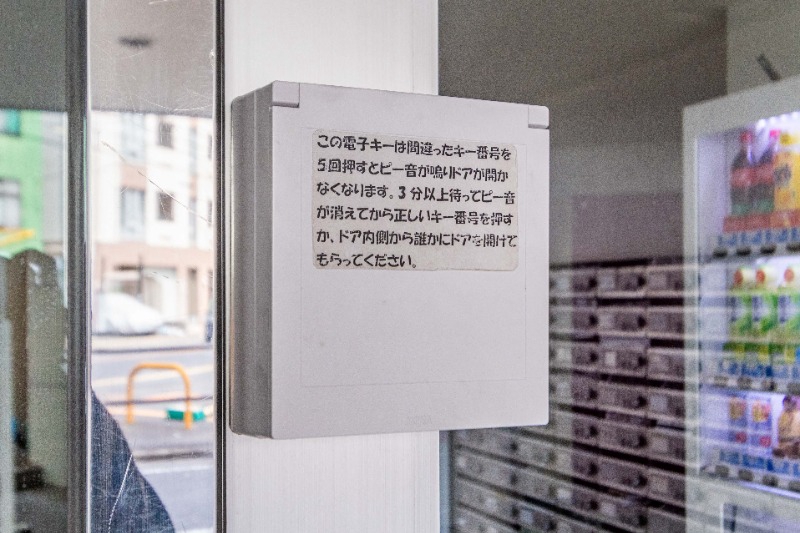 この電子キーは間違ったキー番号を
5回押すとピー音が鳴りドアが開か
なくなります。3分以上待ってピー音
が消えてから正しいキー番号を押す
か、ドア内側から誰かにドアを開けて
もらってください。